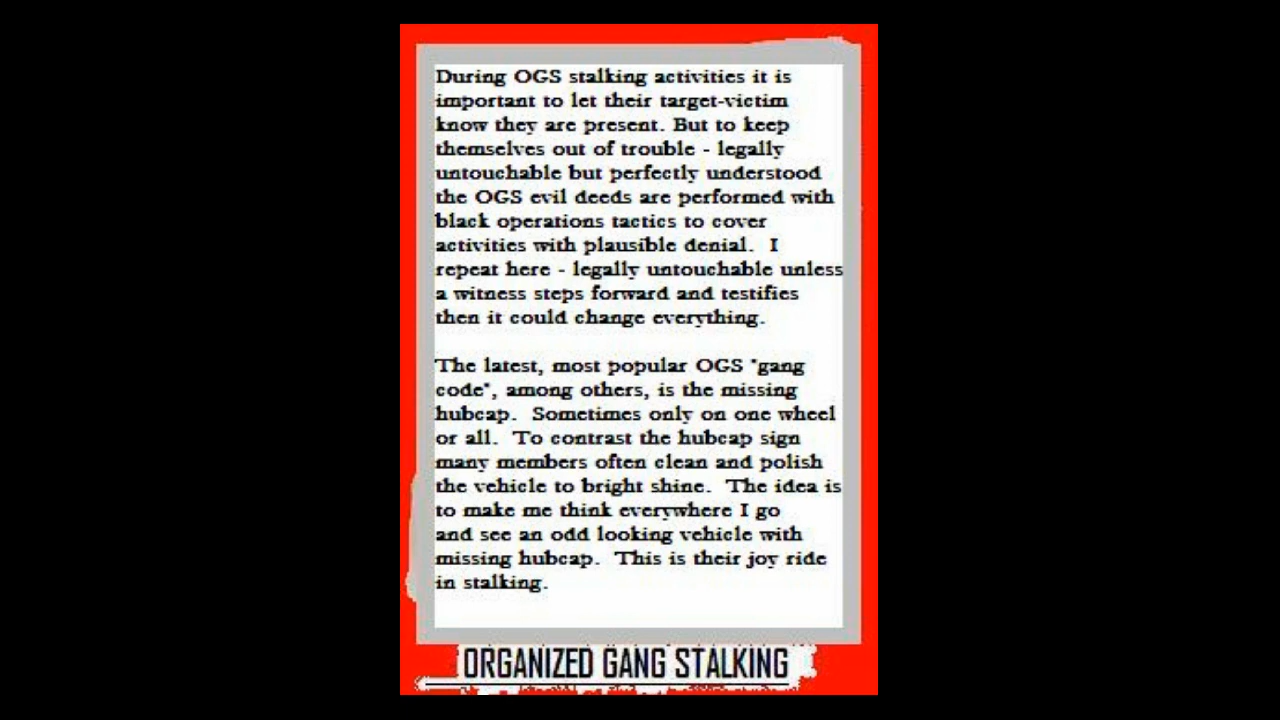 During OGS stalking activities it is
important to let their target-victim
know they are present. But to keep
themselves out of trouble - legally
untouchable but perfectly understood
the OGS evil deeds are performed with
black operations tactics to cover
activities with plausible denial.  I
repeat here - legally untouchable unless
a witness steps forward and testifies
then it could change everything.
The latest, most popular OGS "gang
code", among others, is the missing
hubcap.  Sometimes only on one wheel
or all.  To contrast the hubcap sign
many members often clean and polish
the vehicle to bright shine.  The idea is
to make me think everywhere I go
and see an odd looking vehicle with
missing hubcap.  This is their joy ride
in stalking.
ORGANIZED GANG STALKING